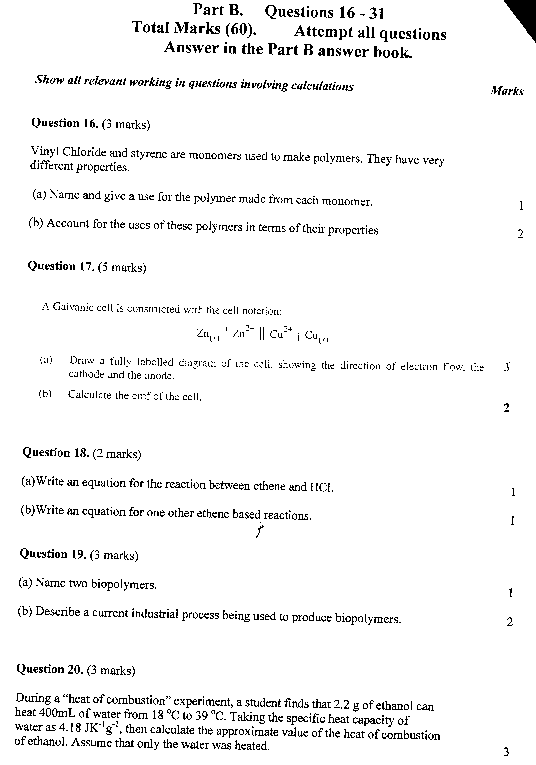 Part B. Questions 16 - 31
Total Marks (60). Attempt all questions
Answer in the Part B answer book.
Show all relevant working in questions involving calculations
Marks
Question 16. (3 marks)
Vinyl Chloride and styrene are monomers used to make polymers. They have very
different properties.
(a) Name and give a use for the polymer made from each monomer. 1
(b) Account for the uses of these polymers in terms of their properties 2
Question 17. (5 marks)
A Galvanic cell is constructed with the cell notation:
Zn(s) | Zn²⁺ || Cu²⁺ | Cu(s)
(a) Draw a fully labelled diagram of the cell, showing the direction of electron flow, the 3
cathode and the anode.
(b) Calculate the emf of the cell.
2
Question 18. (2 marks)
(a)Write an equation for the reaction between ethene and HCl. 1
(b)Write an equation for one other ethene based reactions. 1
Question 19. (3 marks)
(a) Name two biopolymers. 1
(b) Describe a current industrial process being used to produce biopolymers. 2
Question 20. (3 marks)
During a “heat of combustion” experiment, a student finds that 2.2 g of ethanol can
heat 400mL of water from 18 °C to 39 °C. Taking the specific heat capacity of
water as 4.18 JK⁻¹g⁻¹, then calculate the approximate value of the heat of combustion
of ethanol. Assume that only the water was heated. 3